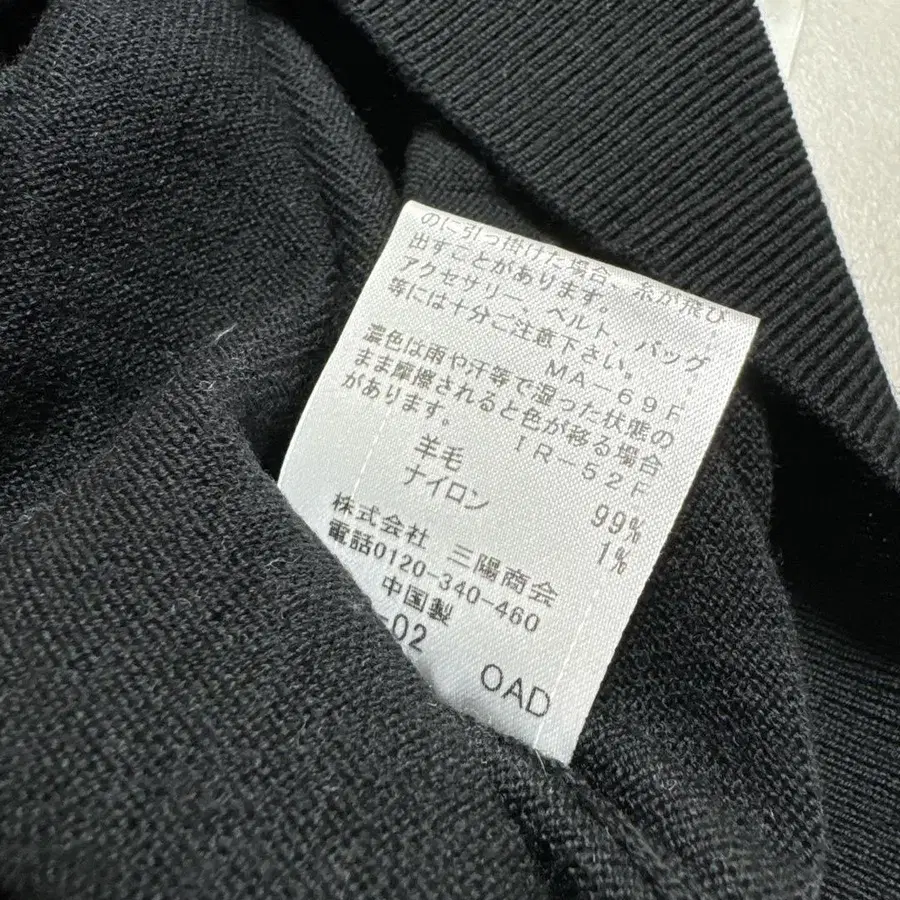 のに引っ掛けた場合、糸が飛び
出すことがあります。
アクセサリー、ベルト、バッグ
等には十分ご注意下さい。
MA-69F
濃色は雨や汗等で湿った状態の
まま摩擦されると色が移る場合
があります。
IR-52F
羊毛 99%
ナイロン 1%
株式会社 三陽商会
電話0120-340-460
中国製
-02 OAD